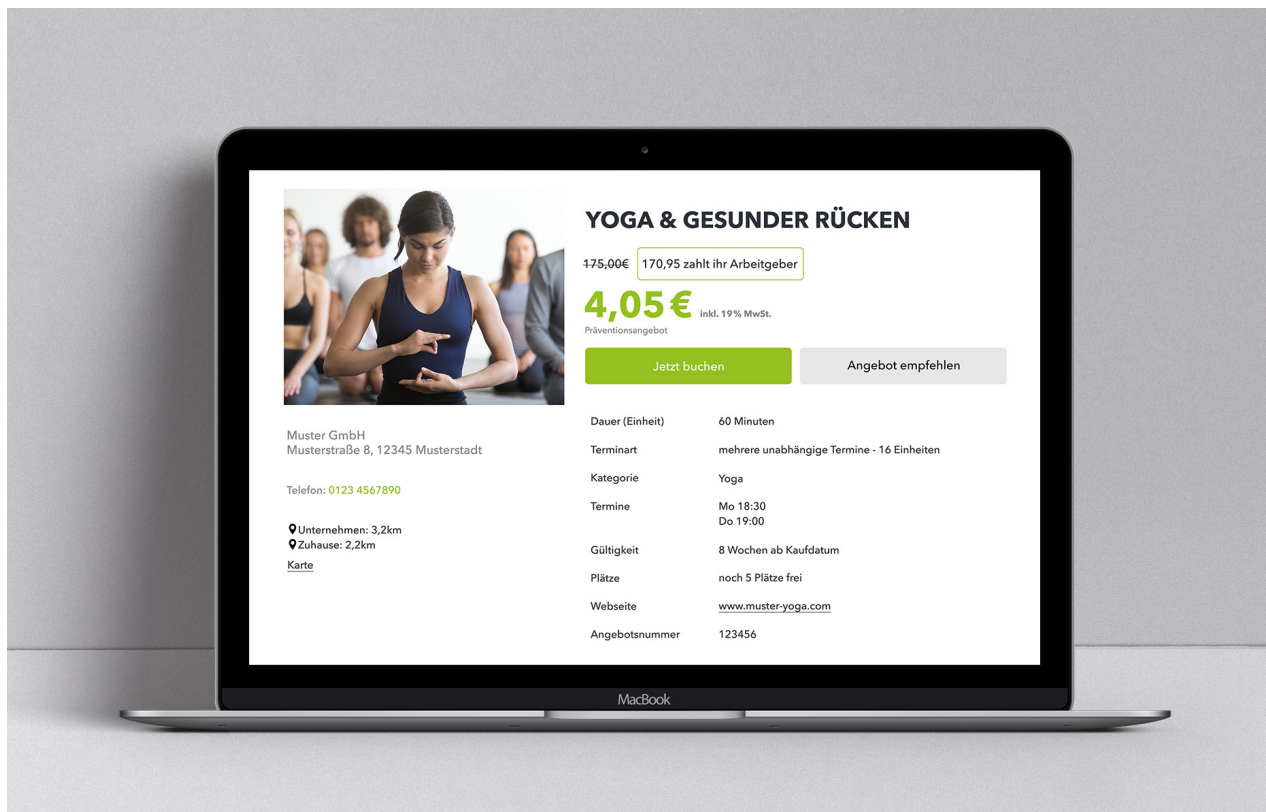 YOGA & GESUNDER RÜCKEN
175,00€ 170,95 zahlt ihr Arbeitgeber
4,05 € inkl. 19% MwSt.
Präventionsangebot
Jetzt buchen Angebot empfehlen
Muster GmbH
Musterstraße 8, 12345 Musterstadt
Telefon: 0123 4567890
Unternehmen: 3,2km
Zuhause: 2,2km
Karte
Dauer (Einheit) 60 Minuten
Terminart mehrere unabhängige Termine - 16 Einheiten
Kategorie Yoga
Termine Mo 18:30
Do 19:00
Gültigkeit 8 Wochen ab Kaufdatum
Plätze noch 5 Plätze frei
Webseite www.muster-yoga.com
Angebotsnummer 123456
MacBook